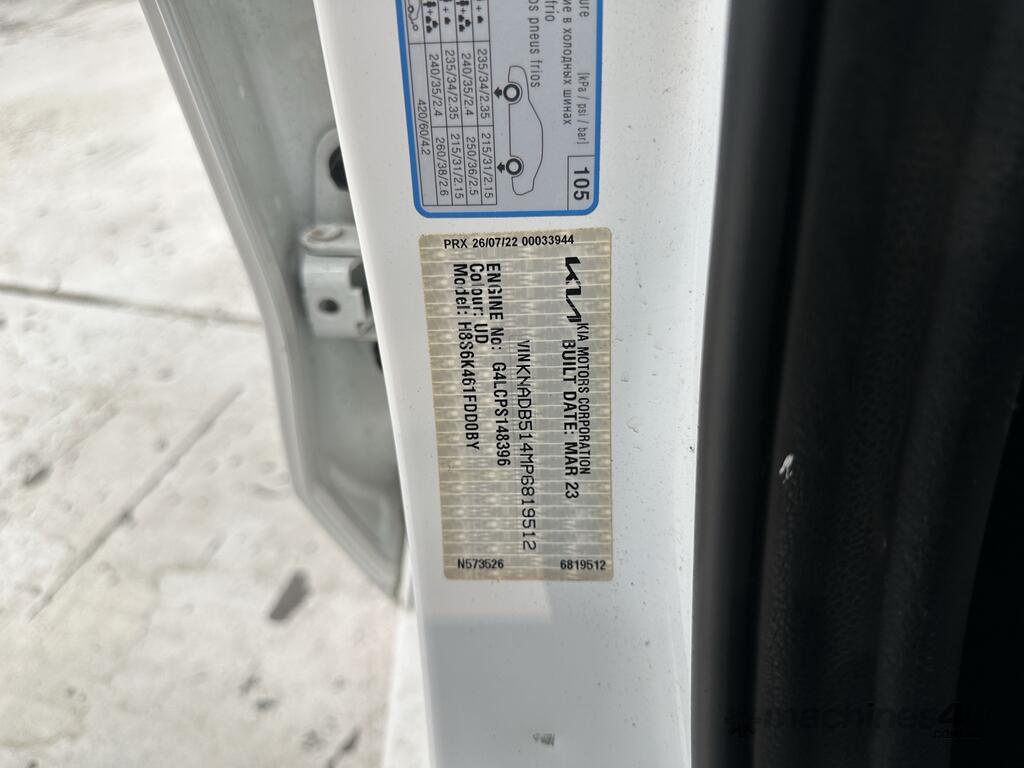 ure
ие в холодных шинах
frio
os pneus frios
[kPa / psi / bar]
105
235/34/2.35 215/31/2.15
240/35/2.4 250/36/2.5
235/34/2.35 215/31/2.15
240/35/2.4 260/38/2.6
420/60/4.2
PRX 26/07/22 00033944
KIA
KIA MOTORS CORPORATION
BUILT DATE: MAR 23
VIN KNADB514MP6819512
ENGINE No: G4LCPS148396
Colour: UD
Model: H8S6K461FDD0BY
N573526 6819512
machines4u